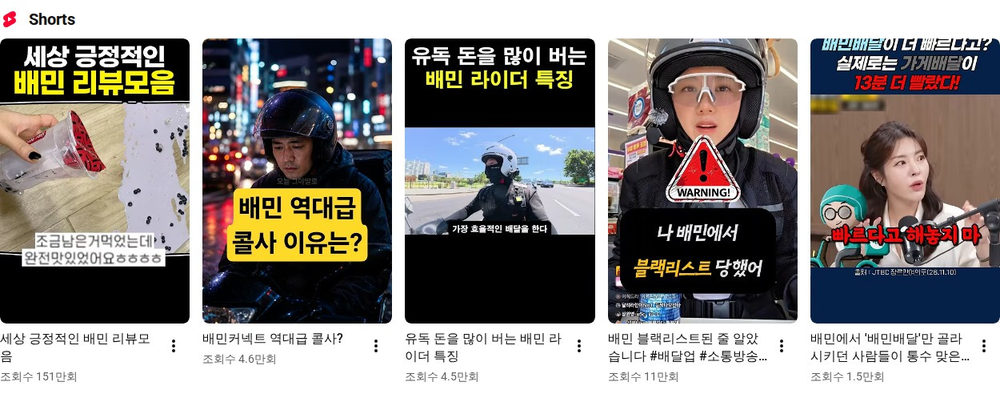 Shorts
세상 긍정적인
배민 리뷰모음
조금남은거먹었는데
완전맛있었어요ㅎㅎㅎㅎ
세상 긍정적인 배민 리뷰모
음
조회수 151만회
배민 역대급
콜사 이유는?
배민커넥트 역대급 콜사?
조회수 4.6만회
유독 돈을 많이 버는
배민 라이더 특징
가장 효율적인 배달을 한다
유독 돈을 많이 버는 배민 라
이더 특징
조회수 4.5만회
WARNING!
나 배민에서
블랙리스트 당했어
배민 블랙리스트된 줄 알았
습니다 #배달업 #소통방송...
조회수 11만회
배민배달이 더 빠르다고?
실제로는 가게배달이
13분 더 빨랐다!
빠르다고 해놓지 마
배민에서 '배민배달'만 골라
시키던 사람들이 통수 맞은...
조회수 1.5만회